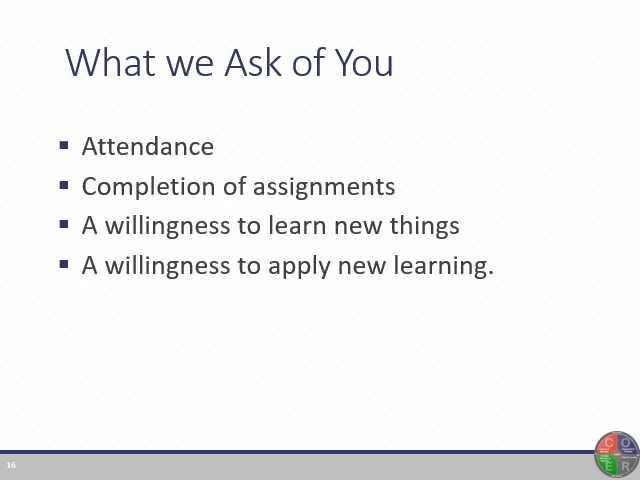 What we Ask of You
▪ Attendance
▪ Completion of assignments
▪ A willingness to learn new things
▪ A willingness to apply new learning.
16
C O
E R